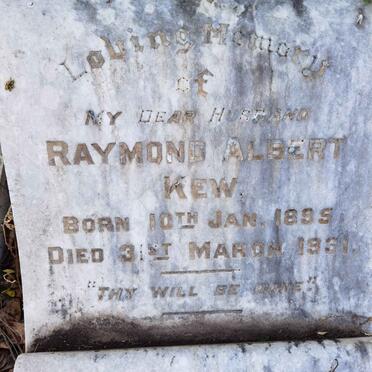 Loving Memory
of
MY DEAR HUSBAND
RAYMOND ALBERT
KEW
BORN 10TH JAN. 1895.
DIED 31ST MARCH 1931.
"THY WILL BE DONE"